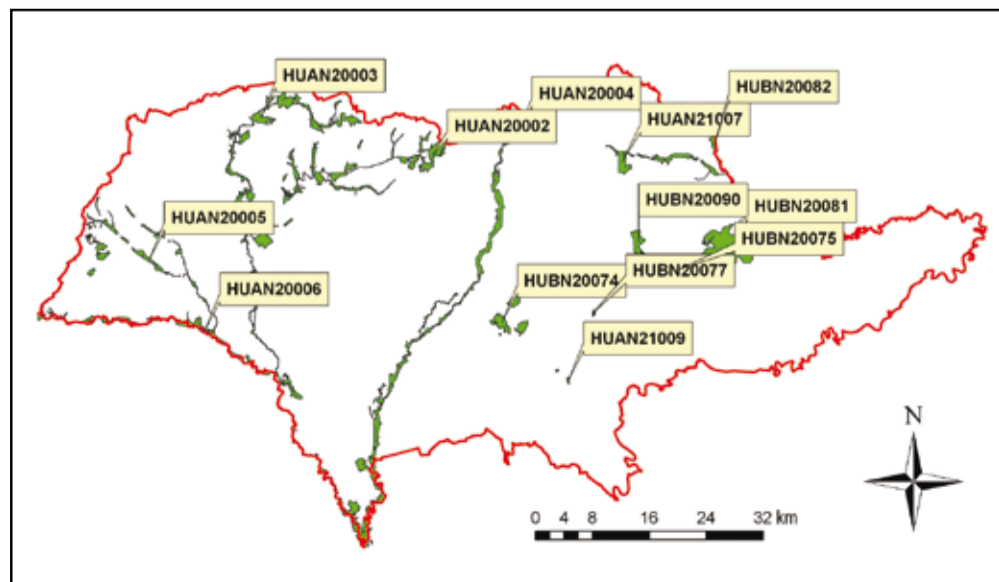 HUAN20003
HUAN20004
HUBN20082
HUAN20002
HUAN21007
HUBN20090
HUBN20081
HUAN20005
HUBN20075
HUBN20077
HUBN20074
HUAN20006
HUAN21009
N
0 4 8 16 24 32 km